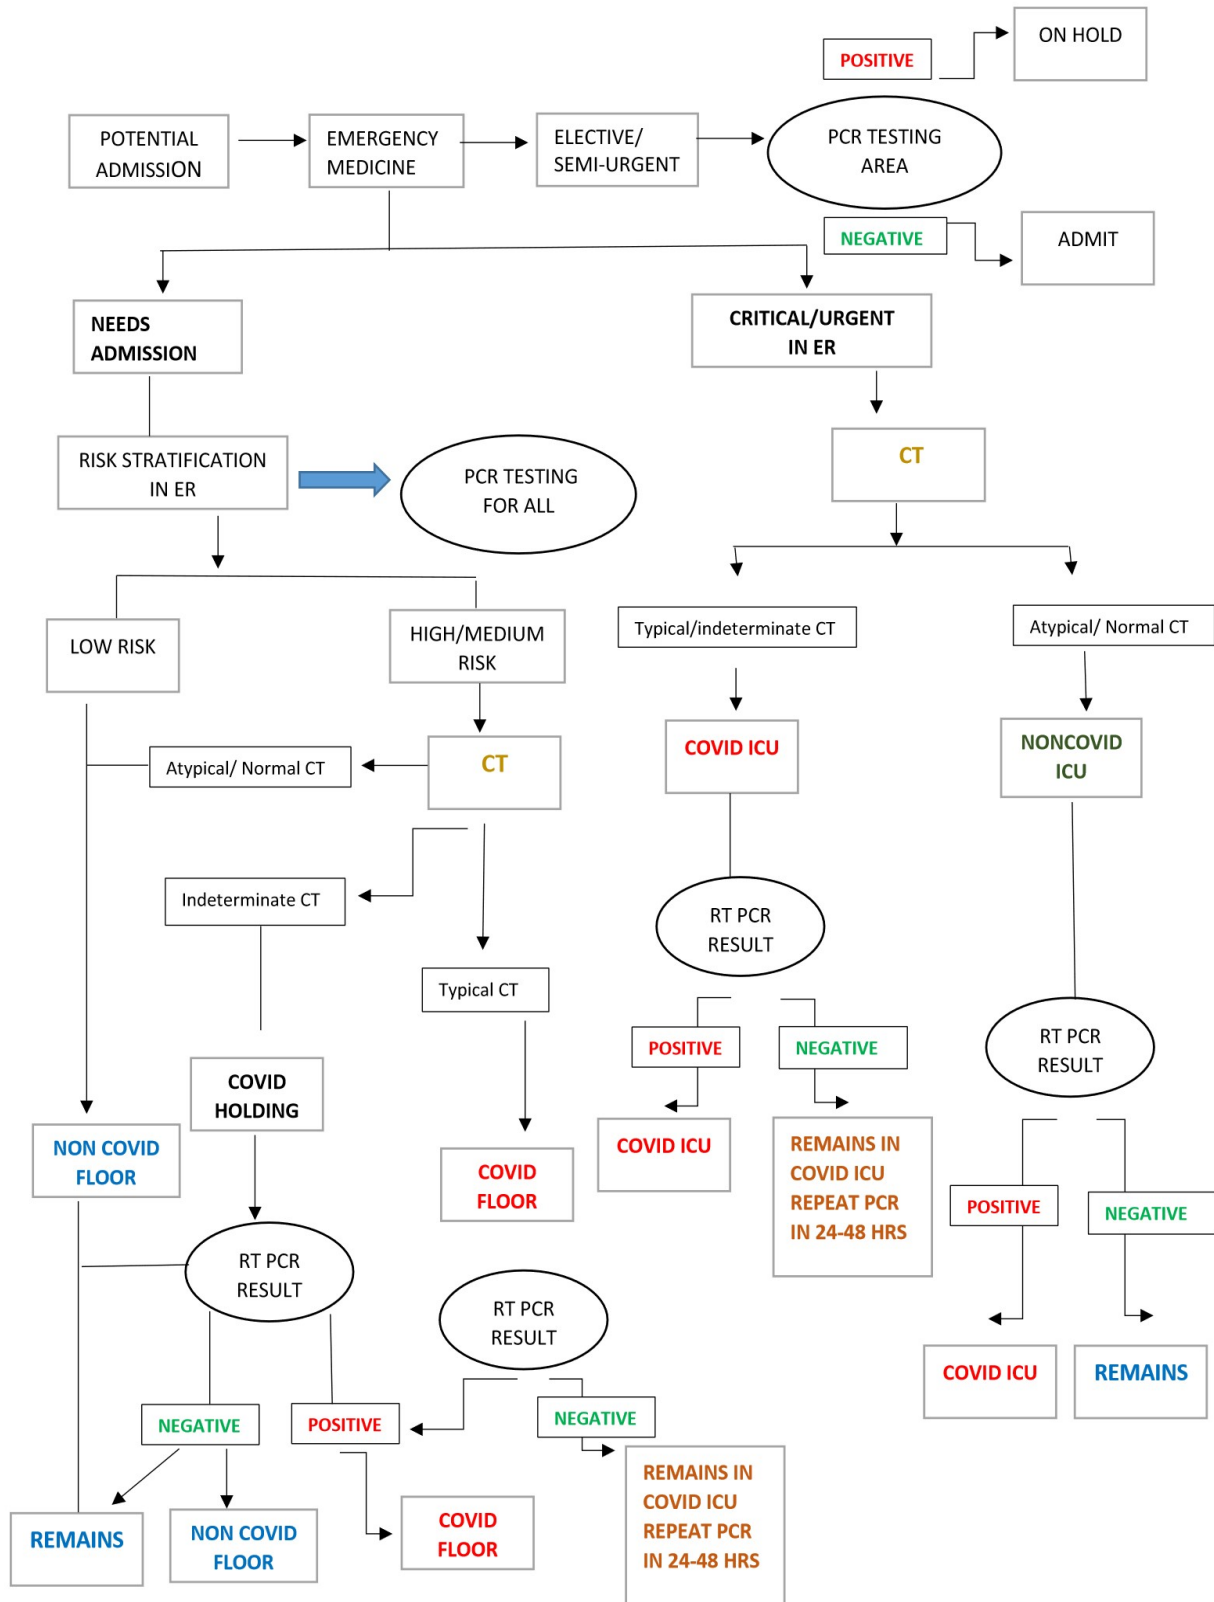 POSITIVE
ON HOLD
POTENTIAL
ADMISSION
EMERGENCY
MEDICINE
ELECTIVE/
SEMI-URGENT
PCR TESTING
AREA
NEGATIVE
ADMIT
NEEDS
ADMISSION
CRITICAL/URGENT
IN ER
RISK STRATIFICATION
IN ER
PCR TESTING
FOR ALL
CT
LOW RISK
HIGH/MEDIUM
RISK
Typical/indeterminate CT
Atypical/ Normal CT
Atypical/ Normal CT
CT
COVID ICU
NONCOVID
ICU
Indeterminate CT
Typical CT
RT PCR
RESULT
POSITIVE
NEGATIVE
RT PCR
RESULT
COVID
HOLDING
NON COVID
FLOOR
COVID
FLOOR
COVID ICU
REMAINS IN
COVID ICU
REPEAT PCR
IN 24-48 HRS
POSITIVE
NEGATIVE
RT PCR
RESULT
RT PCR
RESULT
COVID ICU
REMAINS
NEGATIVE
POSITIVE
NEGATIVE
REMAINS
NON COVID
FLOOR
COVID
FLOOR
REMAINS IN
COVID ICU
REPEAT PCR
IN 24-48 HRS